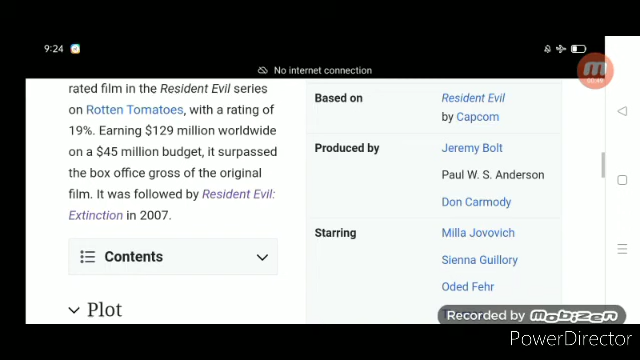 9:24
No internet connection
rated film in the Resident Evil series
on Rotten Tomatoes, with a rating of
19%. Earning $129 million worldwide
on a $45 million budget, it surpassed
the box office gross of the original
film. It was followed by Resident Evil:
Extinction in 2007.
Contents
Plot
Based on
Resident Evil
by Capcom
Produced by
Jeremy Bolt
Paul W. S. Anderson
Don Carmody
Starring
Milla Jovovich
Sienna Guillory
Oded Fehr
Recorded by Mobizen
PowerDirector